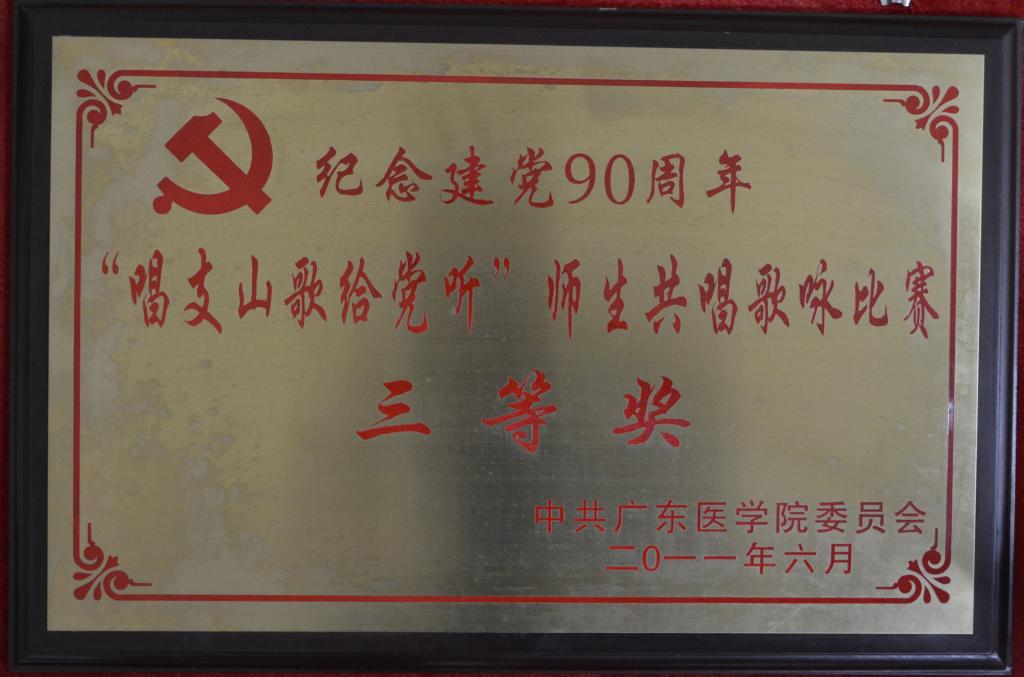 纪念建党90周年
“唱支山歌给党听”师生共唱歌咏比赛
三等奖
中共广东医学院委员会
二0一一年六月